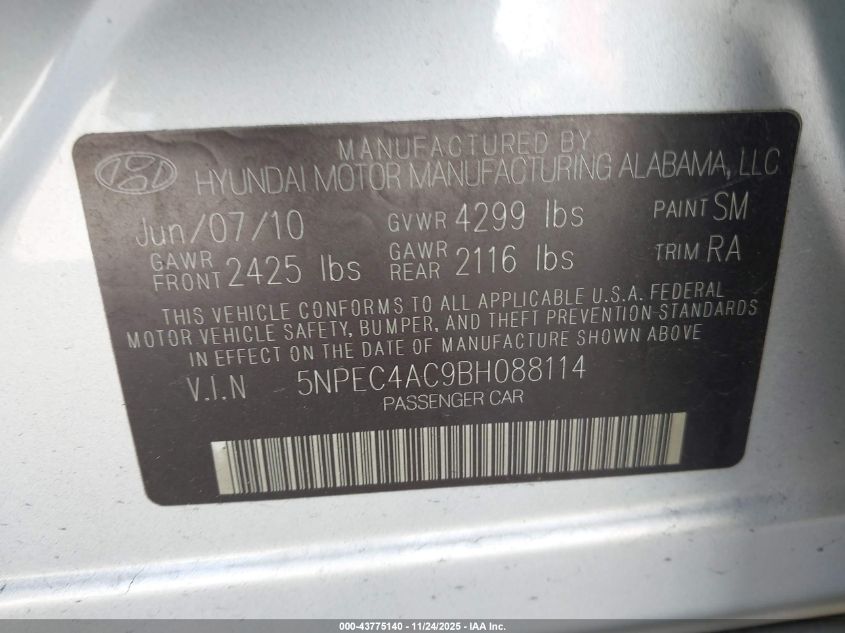 MANUFACTURED BY
HYUNDAI MOTOR MANUFACTURING ALABAMA, LLC
Jun/07/10 GVWR 4299 lbs PAINT SM
GAWR FRONT 2425 lbs GAWR REAR 2116 lbs TRIM RA
THIS VEHICLE CONFORMS TO ALL APPLICABLE U.S.A. FEDERAL
MOTOR VEHICLE SAFETY, BUMPER, AND THEFT PREVENTION STANDARDS
IN EFFECT ON THE DATE OF MANUFACTURE SHOWN ABOVE
V.I.N 5NPEC4AC9BH088114
PASSENGER CAR
000-43775140 - 11/24/2025 - IAA Inc.